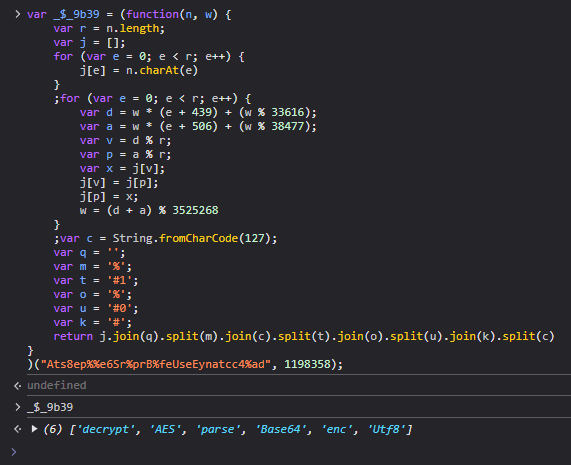 > var _$_9b39 = (function(n, w) {
var r = n.length;
var j = [];
for (var e = 0; e < r; e++) {
j[e] = n.charAt(e)
}
;for (var e = 0; e < r; e++) {
var d = w * (e + 439) + (w % 33616);
var a = w * (e + 506) + (w % 38477);
var v = d % r;
var p = a % r;
var x = j[v];
j[v] = j[p];
j[p] = x;
w = (d + a) % 3525268
}
;var c = String.fromCharCode(127);
var q = '';
var m = '%';
var t = '#1';
var o = '%';
var u = '#0';
var k = '#';
return j.join(q).split(m).join(c).split(t).join(o).split(u).join(k).split(c)
}
)("Ats8ep%%e6Sr%prB%feUseEynatcc4%ad", 1198358);
undefined
> _$_9b39
(6) ['decrypt', 'AES', 'parse', 'Base64', 'enc', 'Utf8']
>